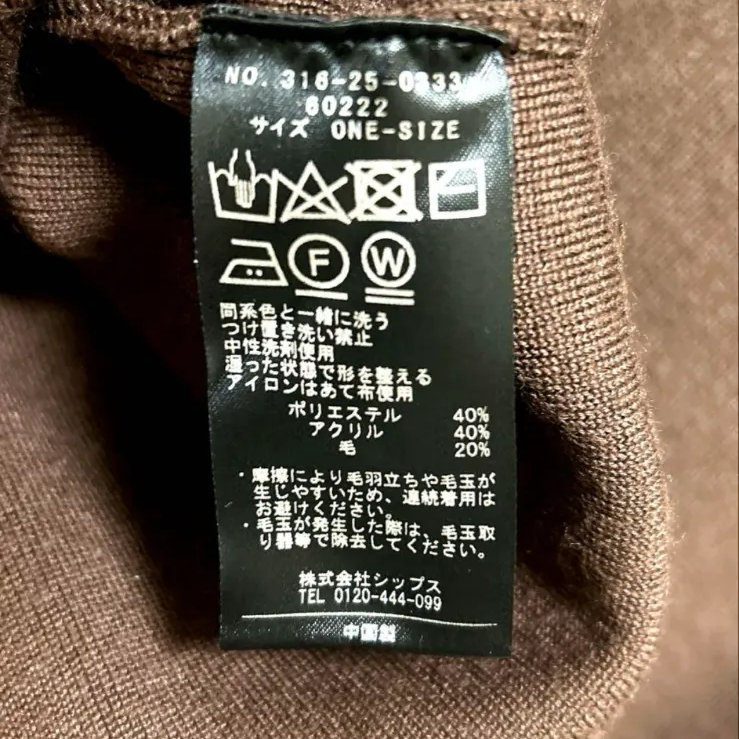 NO. 316-25-0333
60222
サイズ ONE-SIZE
F W
同系色と一緒に洗う
つけ置き洗い禁止
中性洗剤使用
湿った状態で形を整える
アイロンはあて布使用
ポリエステル 40%
アクリル 40%
毛 20%
・摩擦により毛羽立ちや毛玉が
生じやすいため、連続着用は
お避けください。
・毛玉が発生した際は、毛玉取
り器等で除去してください。
株式会社シップス
TEL 0120-444-099
中国製